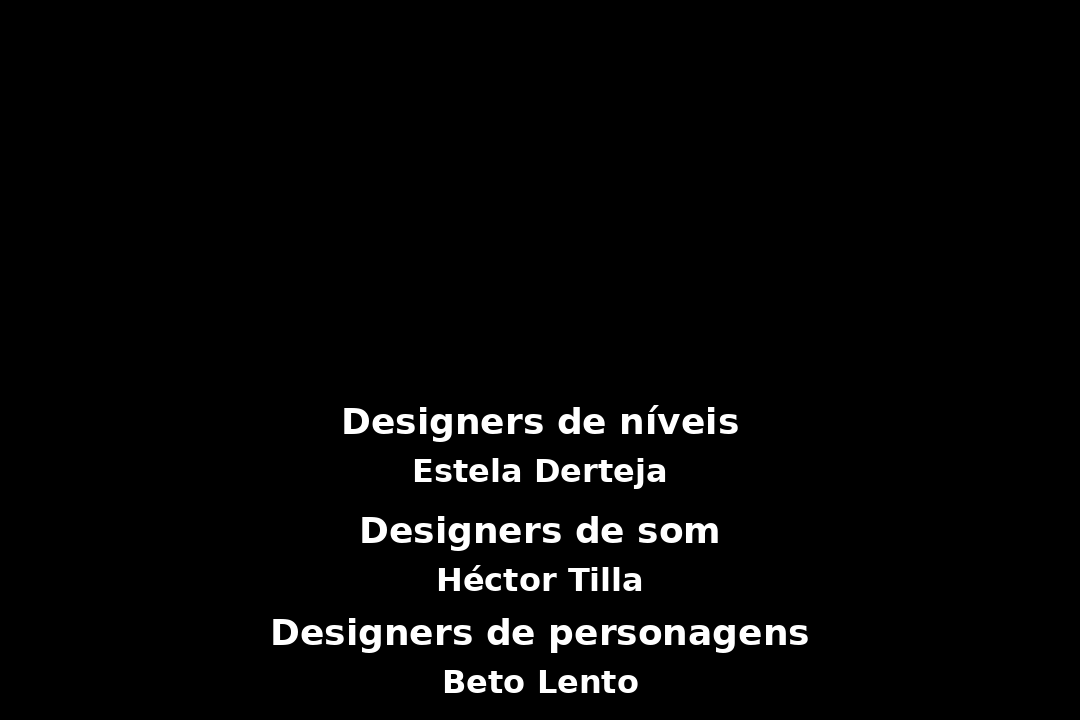 Designers de níveis
Estela Derteja
Designers de som
Héctor Tilla
Designers de personagens
Beto Lento